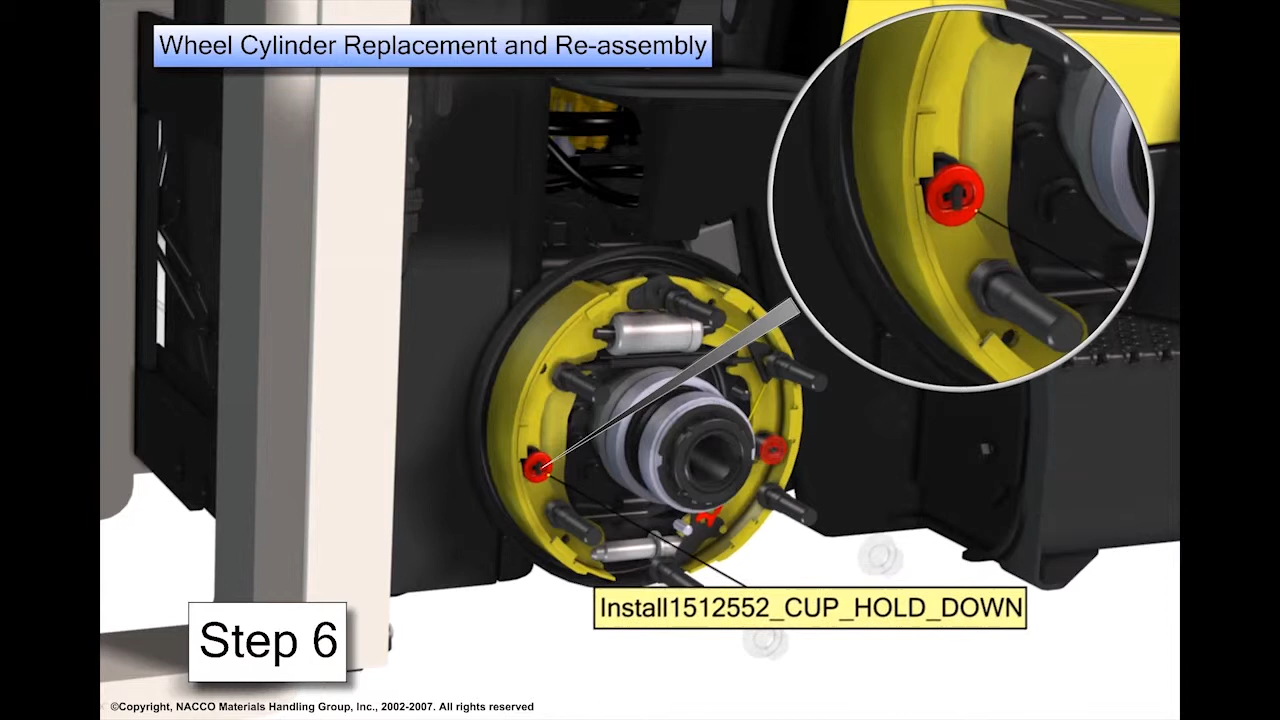 Wheel Cylinder Replacement and Re-assembly
Install1512552_CUP_HOLD_DOWN
Step 6
©Copyright, NACCO Materials Handling Group, Inc., 2002-2007. All rights reserved